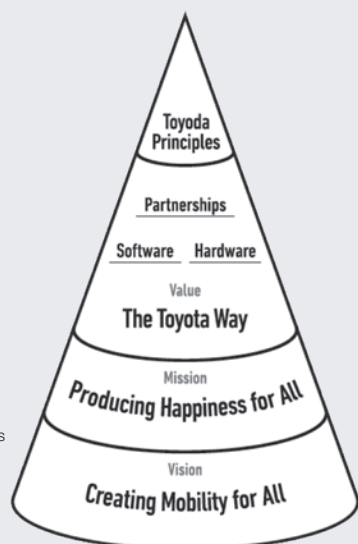 Toyoda
Principles
Partnerships
Software Hardware
Value
The Toyota Way
Mission
Producing Happiness for All
s
Vision
Creating Mobility for All